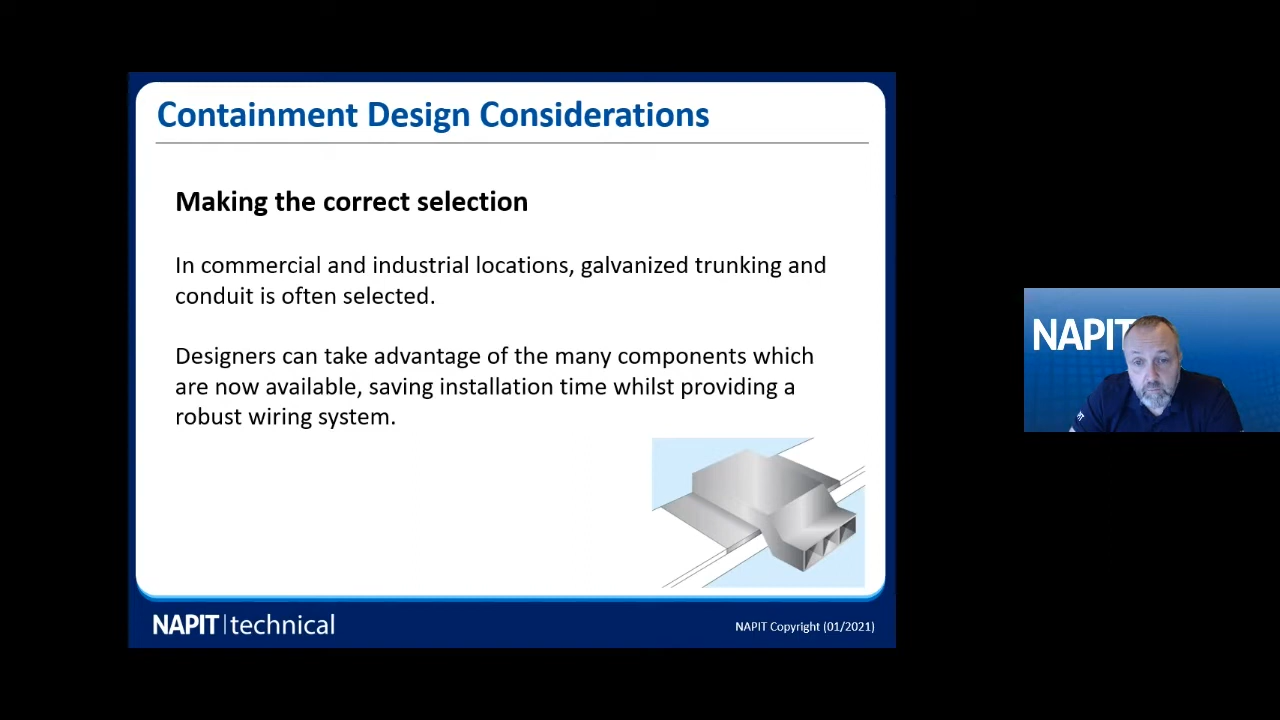 Containment Design Considerations
Making the correct selection
In commercial and industrial locations, galvanized trunking and
conduit is often selected.
Designers can take advantage of the many components which
are now available, saving installation time whilst providing a
robust wiring system.
NAPIT
NAPIT | technical
NAPIT Copyright (01/2021)